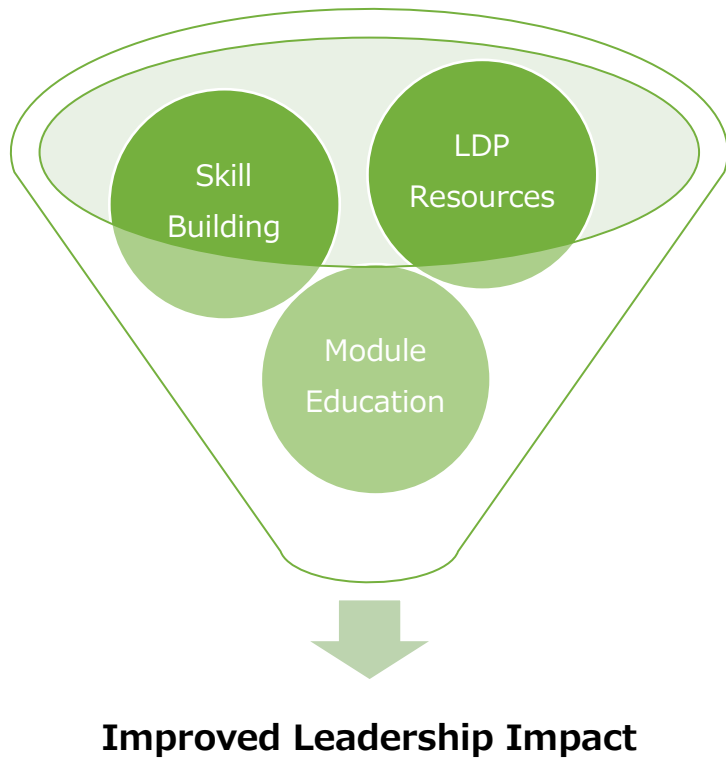 Skill
Building
LDP
Resources
Module
Education
Improved Leadership Impact